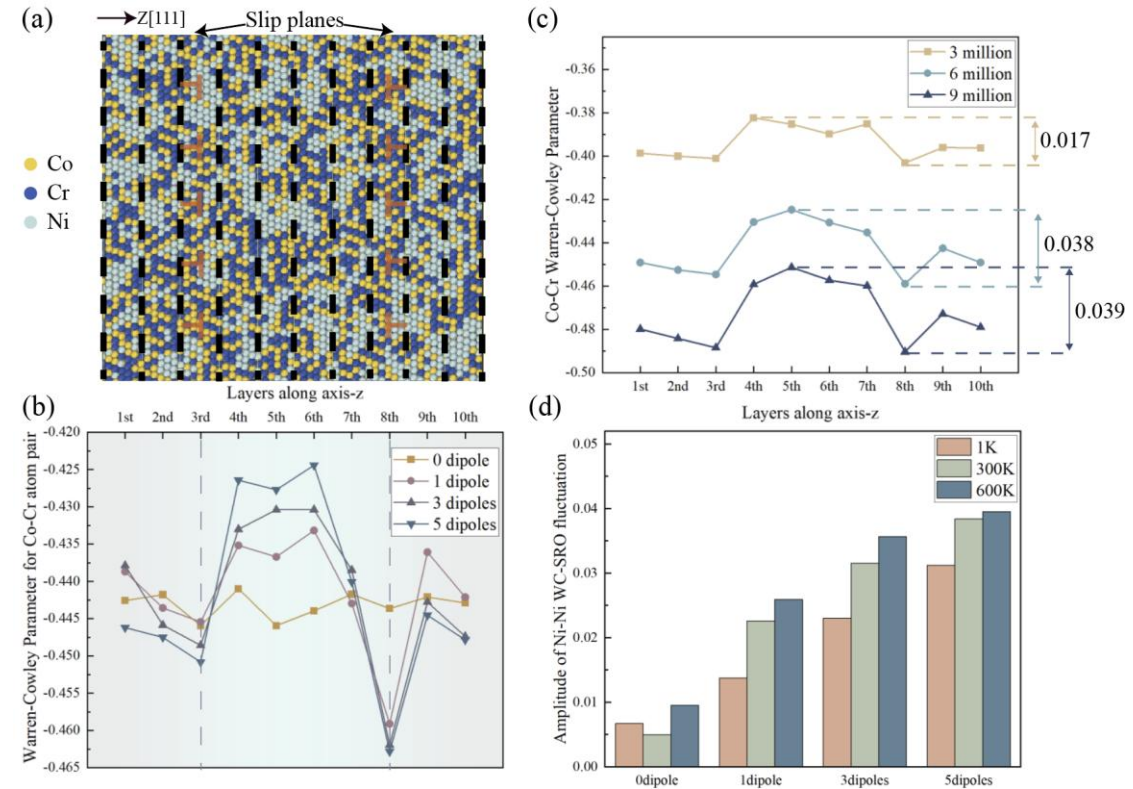 (a)
Z[111]
Slip planes
Co
Cr
Ni
(c)
Co-Cr Warren-Cowley Parameter
-0.36
-0.38
-0.40
-0.42
-0.44
-0.46
-0.48
-0.50
3 million
6 million
9 million
0.017
0.038
0.039
1st 2nd 3rd 4th 5th 6th 7th 8th 9th 10th
Layers along axis-z
(b)
Layers along axis-z
1st 2nd 3rd 4th 5th 6th 7th 8th 9th 10th
Warren-Cowley Parameter for Co-Cr atom pair
-0.420
-0.425
-0.430
-0.435
-0.440
-0.445
-0.450
-0.455
-0.460
-0.465
0 dipole
1 dipole
3 dipoles
5 dipoles
(d)
Amplitude of Ni-Ni WC-SRO fluctuation
0.05
0.04
0.03
0.02
0.01
0.00
1K
300K
600K
0dipole 1dipole 3dipoles 5dipoles